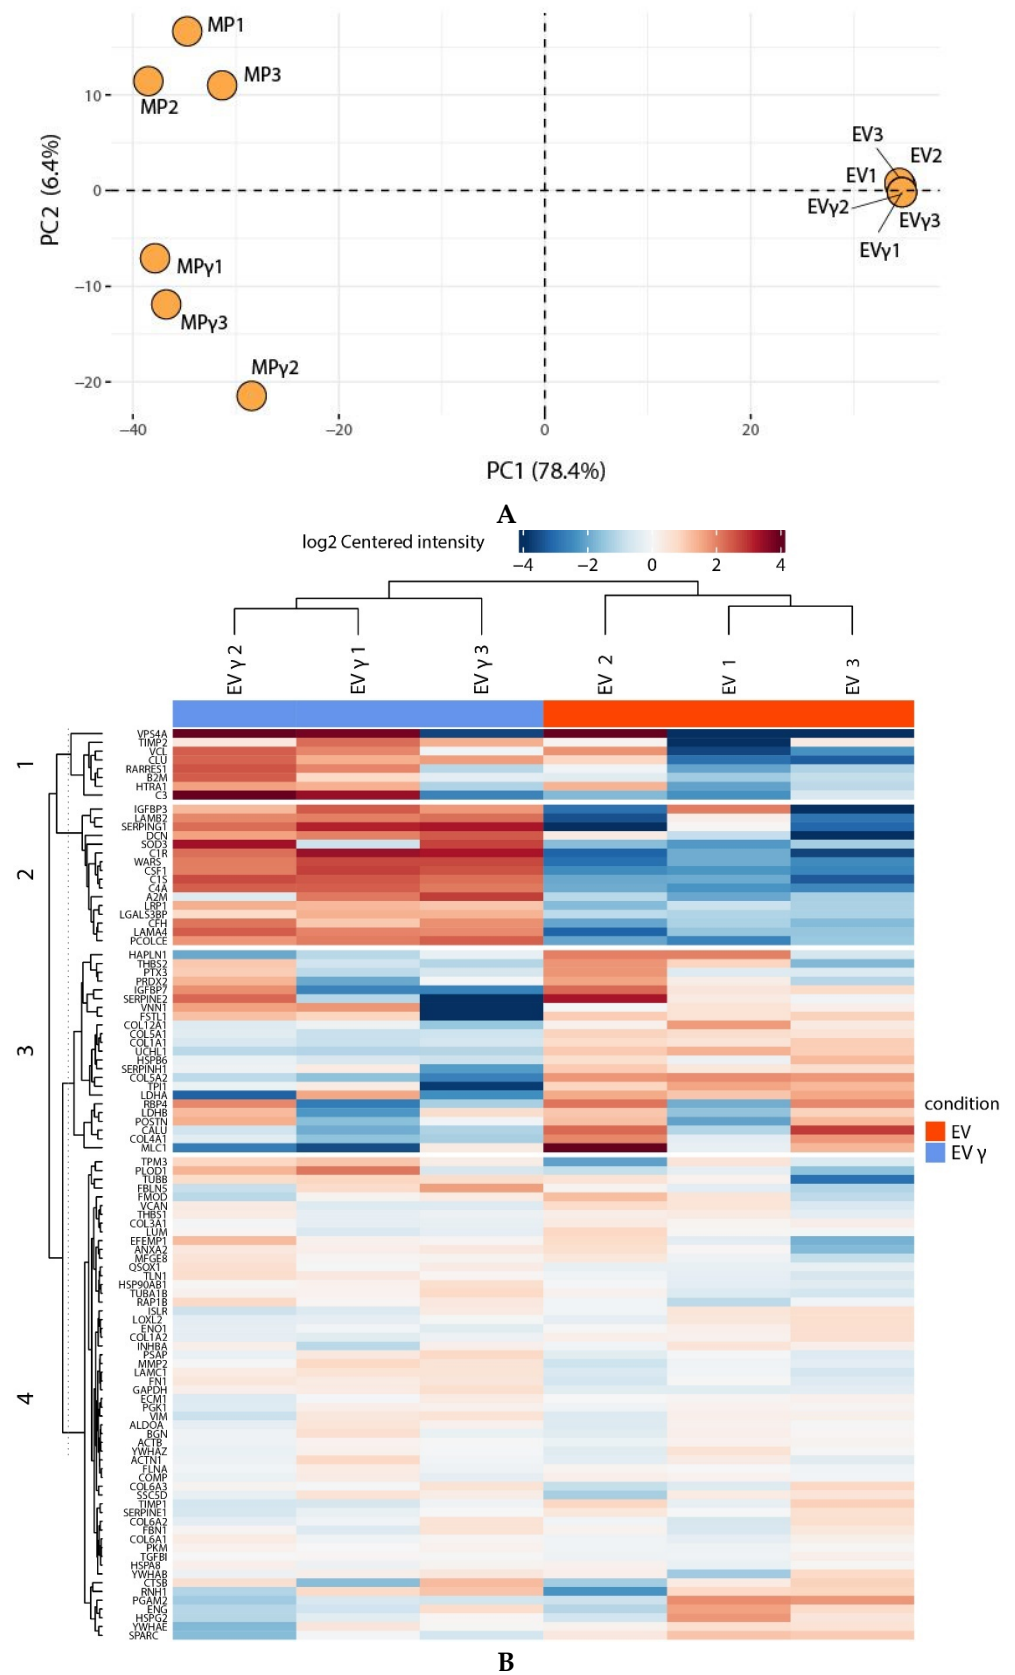 MP1
MP3
MP2
10
EV3
EV2
EV1
0
EVγ2
EVγ3
EVγ1
PC2 (6.4%)
MPγ1
−10
MPγ3
MPγ2
−20
−40
−20
0
20
PC1 (78.4%)
A
log2 Centered intensity
−4
−2
0
2
4
EV γ 2
EV γ 1
EV γ 3
EV 2
EV 1
EV 3
1
VPS4A
TIMP2
VCL
CLU
RARRES1
B2M
HTRA1
C3
2
IGFBP3
LAMB2
SERPING1
DCN
SOD3
C1R
WARS
CSF1
C1S
C4A
A2M
LRP1
LGALS3BP
CFH
LAMA4
PCOLCE
3
HAPLN1
THBS2
PTX3
PRDX2
IGFBP7
SERPINE2
VNN1
FSTL1
COL12A1
COL5A1
COL1A1
UCHL1
HSPB6
SERPINH1
COL5A2
TPI1
LDHA
RBP4
LDHB
POSTN
CALU
COL4A1
MLC1
condition
EV
EV γ
4
TPM3
PLOD1
TUBB
FBLN5
FMOD
VCAN
THBS1
COL3A1
LUM
EFEMP1
ANXA2
MFGE8
QSOX1
TLN1
HSP90AB1
TUBA1B
RAP1B
ISLR
LOXL2
ENO1
COL1A2
INHBA
PSAP
MMP2
LAMC1
FN1
GAPDH
ECM1
PGK1
VIM
ALDOA
BGN
ACTB
YWHAZ
ACTN1
FLNA
COMP
COL6A3
SSC5D
TIMP1
SERPINE1
COL6A2
FBN1
COL6A1
PKM
TGFBI
HSPA8
YWHAB
CTSB
RNH1
PGAM2
ENG
HSPG2
YWHAE
SPARC
B